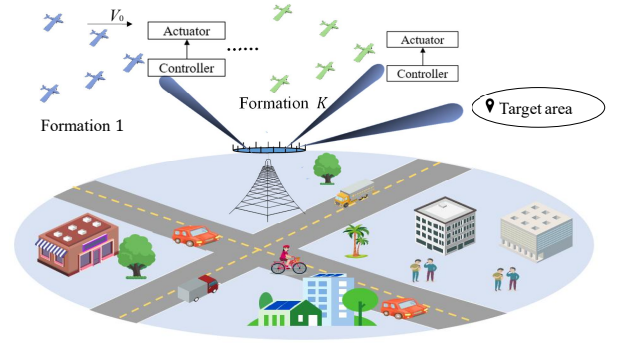 V₀
Actuator
Controller
......
Actuator
Controller
Formation K
Formation 1
Target area